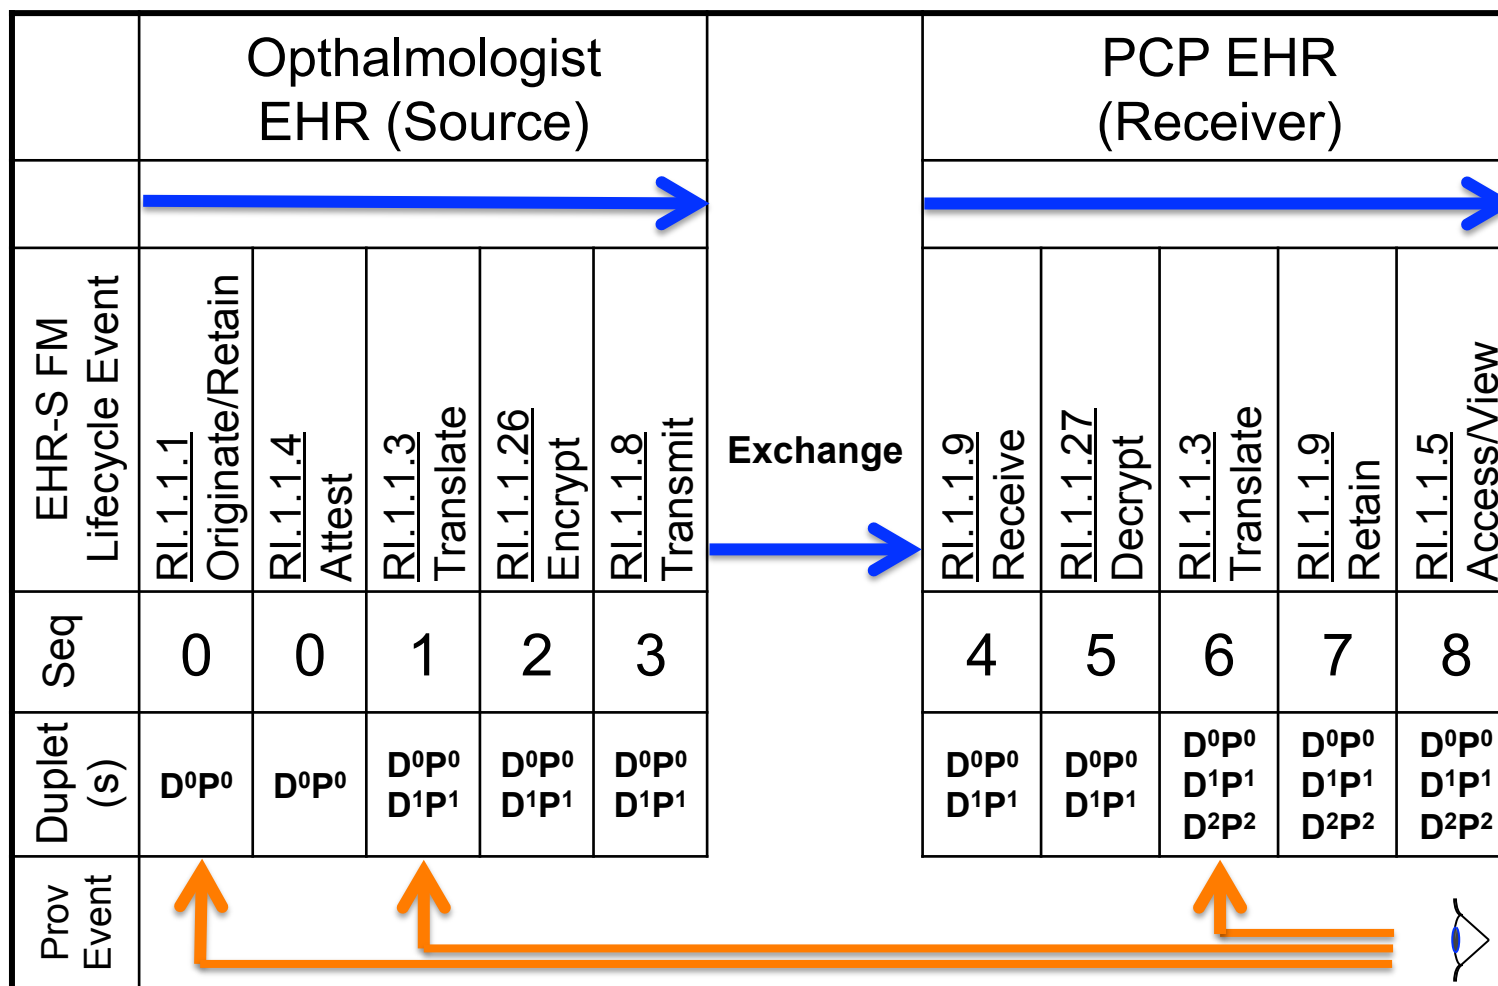 Opthalmologist
EHR (Source)
PCP EHR
(Receiver)
EHR-S FM
Lifecycle Event
RI.1.1.1
Originate/Retain
RI.1.1.4
Attest
RI.1.1.3
Translate
RI.1.1.26
Encrypt
RI.1.1.8
Transmit
Exchange
RI.1.1.9
Receive
RI.1.1.27
Decrypt
RI.1.1.3
Translate
RI.1.1.9
Retain
RI.1.1.5
Access/View
Seq
0
0
1
2
3
4
5
6
7
8
Duplet
(s)
D⁰P⁰
D⁰P⁰
D⁰P⁰
D¹P¹
D⁰P⁰
D¹P¹
D⁰P⁰
D¹P¹
D⁰P⁰
D¹P¹
D⁰P⁰
D¹P¹
D⁰P⁰
D¹P¹
D²P²
D⁰P⁰
D¹P¹
D²P²
D⁰P⁰
D¹P¹
D²P²
Prov
Event